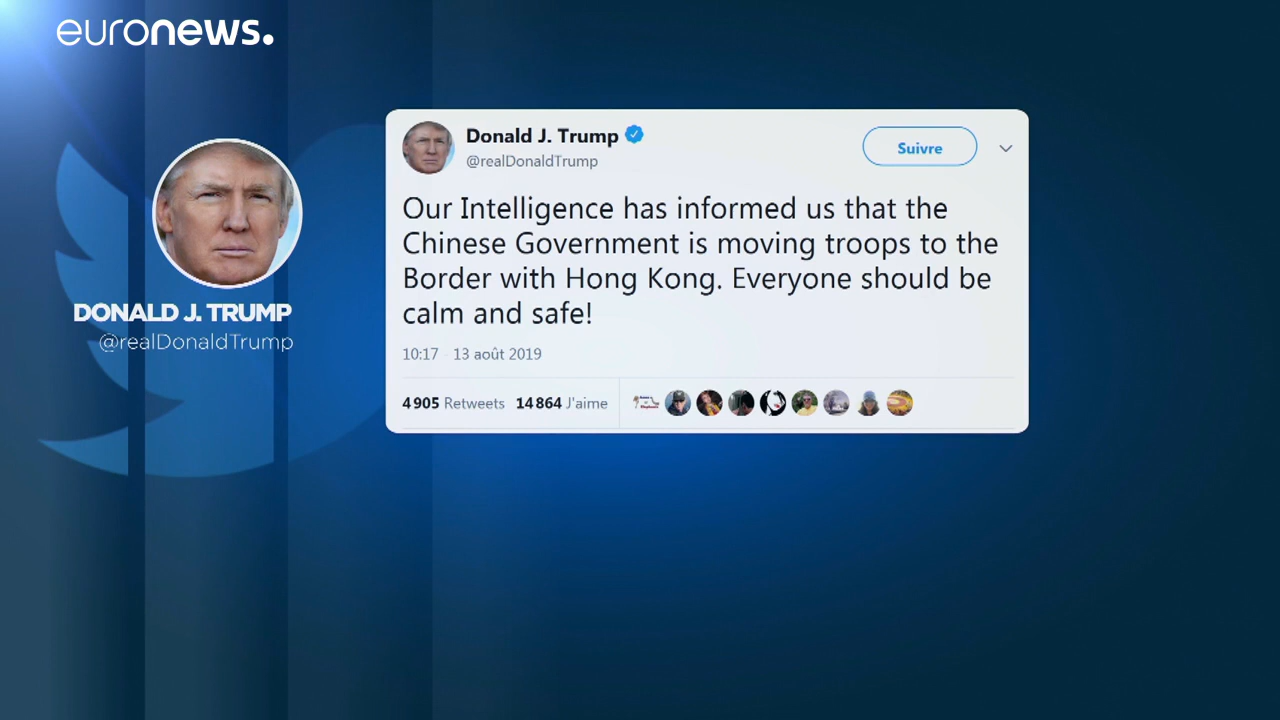 euronews.
DONALD J. TRUMP
@realDonaldTrump
Donald J. Trump
@realDonaldTrump
Suivre
Our Intelligence has informed us that the
Chinese Government is moving troops to the
Border with Hong Kong. Everyone should be
calm and safe!
10:17 13 août 2019
4 905 Retweets 14 864 J'aime